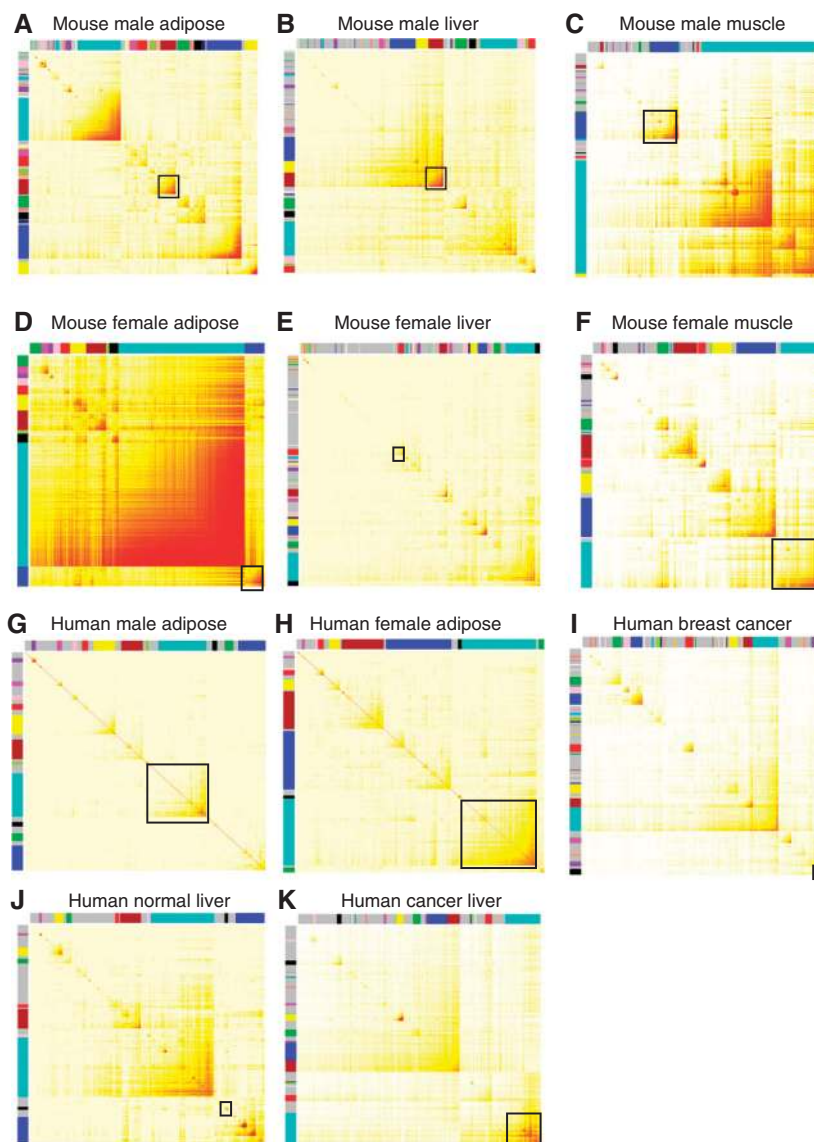 A Mouse male adipose
B Mouse male liver
C Mouse male muscle
D Mouse female adipose
E Mouse female liver
F Mouse female muscle
G Human male adipose
H Human female adipose
I Human breast cancer
J Human normal liver
K Human cancer liver